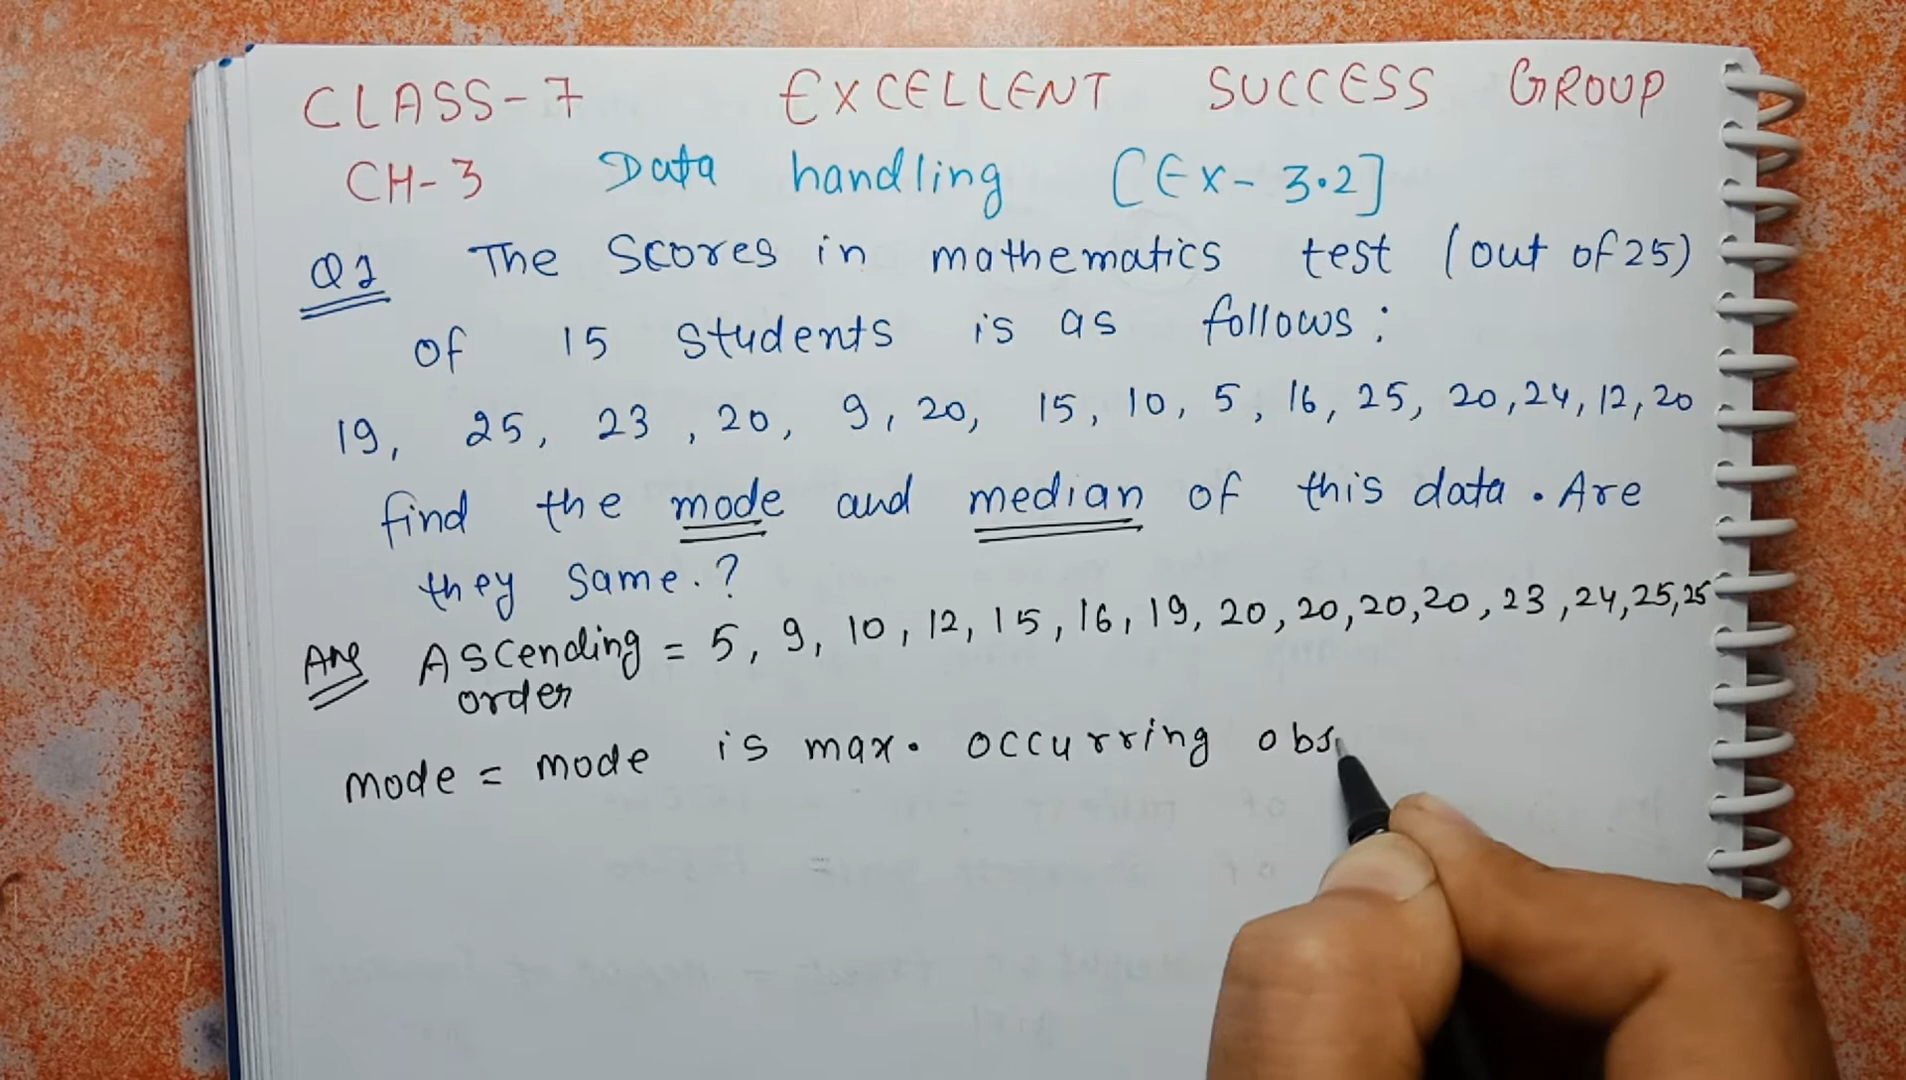 CLASS-7 EXCELLENT SUCCESS GROUP
CH-3 Data handling [Ex-3.2]
Q1 The Scores in mathematics test (out of 25)
of 15 students is as follows:
19, 25, 23, 20, 9, 20, 15, 10, 5, 16, 25, 20, 24, 12, 20
find the mode and median of this data. Are
they same.?
Ans Ascending = 5, 9, 10, 12, 15, 16, 19, 20, 20, 20, 20, 23, 24, 25, 25
order
mode = mode is max. occurring obs